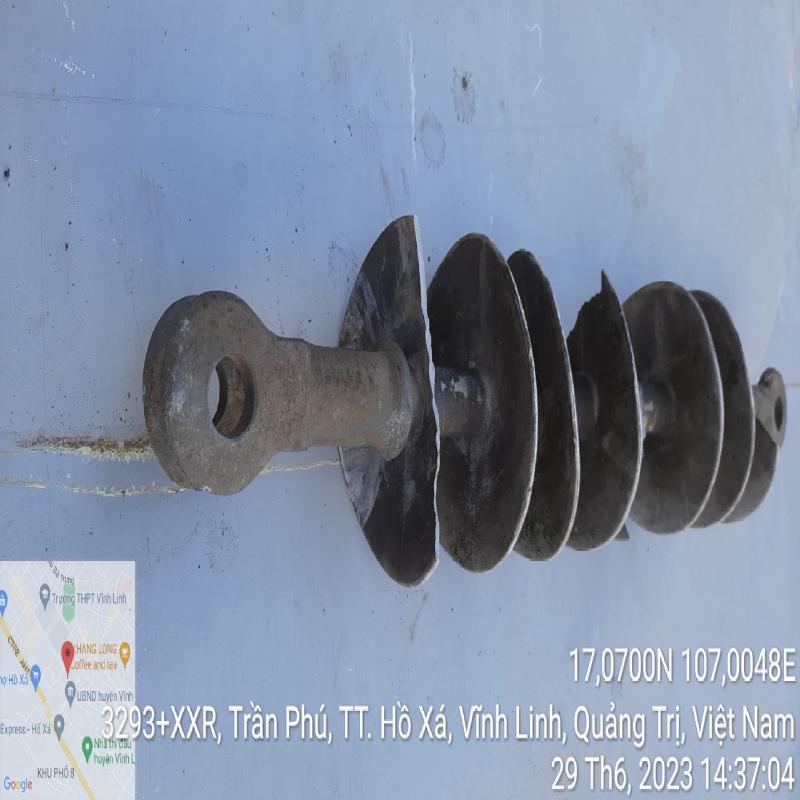 Trường THPT Vĩnh Linh
KHANG LONG
Coffee and tea
UBND huyện Vĩnh
Express - Hồ Xá
Nhà thi đấu
huyện Vĩnh L
KHU PHỐ 8
Google
17,0700N 107,0048E
3293+XXR, Trần Phú, TT. Hồ Xá, Vĩnh Linh, Quảng Trị, Việt Nam
29 Th6, 2023 14:37:04